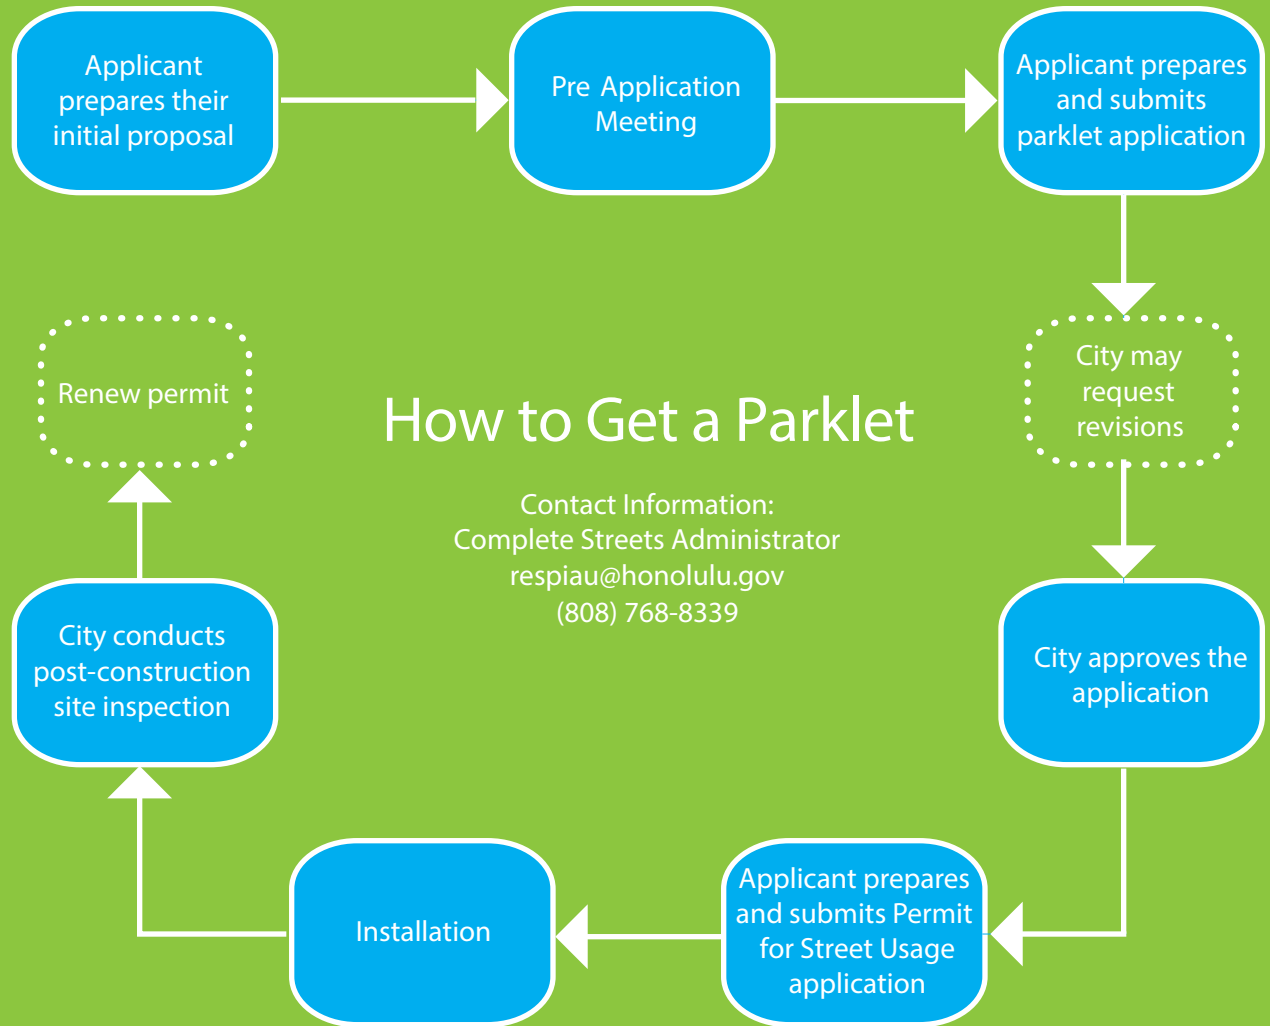 Applicant
prepares their
initial proposal
Pre Application
Meeting
Applicant prepares
and submits
parklet application
City may
request
revisions
City approves the
application
Applicant prepares
and submits Permit
for Street Usage
application
Installation
City conducts
post-construction
site inspection
Renew permit
How to Get a Parklet
Contact Information:
Complete Streets Administrator
respiau@honolulu.gov
(808) 768-8339